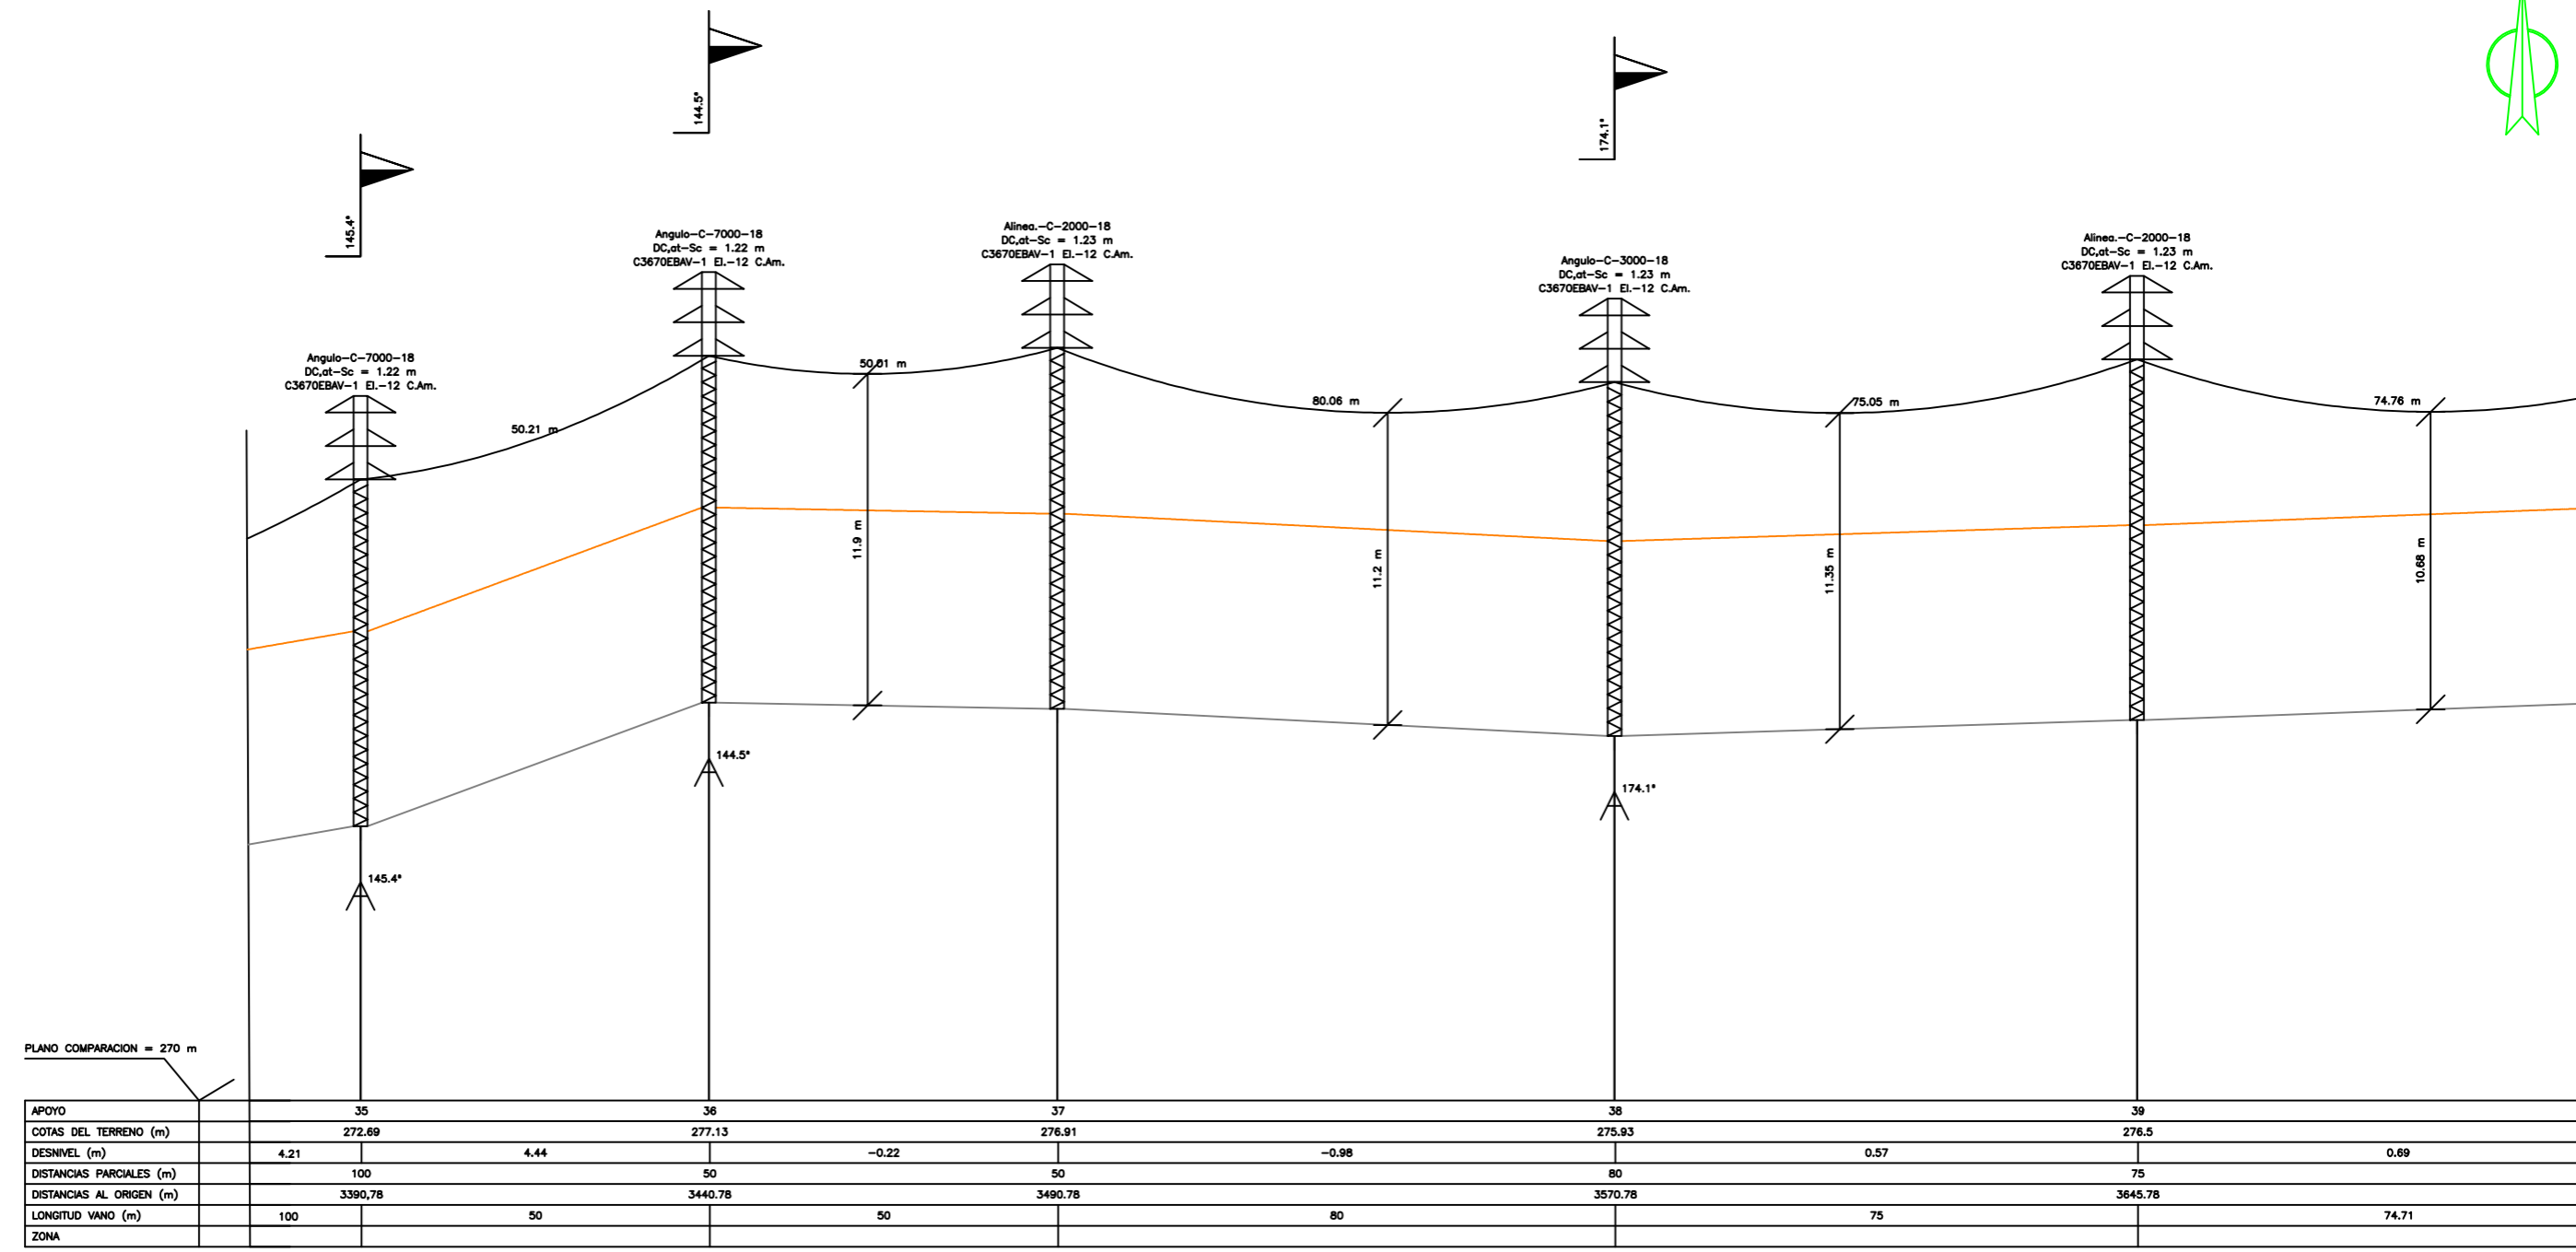 144.5°
174.1°
145.4°
Angulo-C-7000-18
DC,at-Sc = 1.22 m
C3670EBAV-1 El.-12 C.Am.
Angulo-C-7000-18
DC,at-Sc = 1.22 m
C3670EBAV-1 El.-12 C.Am.
Alinea.-C-2000-18
DC,at-Sc = 1.23 m
C3670EBAV-1 El.-12 C.Am.
Angulo-C-3000-18
DC,at-Sc = 1.23 m
C3670EBAV-1 El.-12 C.Am.
Alinea.-C-2000-18
DC,at-Sc = 1.23 m
C3670EBAV-1 El.-12 C.Am.
50.21 m
50.01 m
80.06 m
75.05 m
74.76 m
11.9 m
11.2 m
11.35 m
10.68 m
145.4°
144.5°
174.1°
PLANO COMPARACION = 270 m
APOYO 35 36 37 38 39
COTAS DEL TERRENO (m) 272.69 277.13 276.91 275.93 276.5
DESNIVEL (m) 4.21 4.44 -0.22 -0.98 0.57 0.69
DISTANCIAS PARCIALES (m) 100 50 50 80 75
DISTANCIAS AL ORIGEN (m) 3390,78 3440.78 3490.78 3570.78 3645.78
LONGITUD VANO (m) 100 50 50 80 75 74.71
ZONA